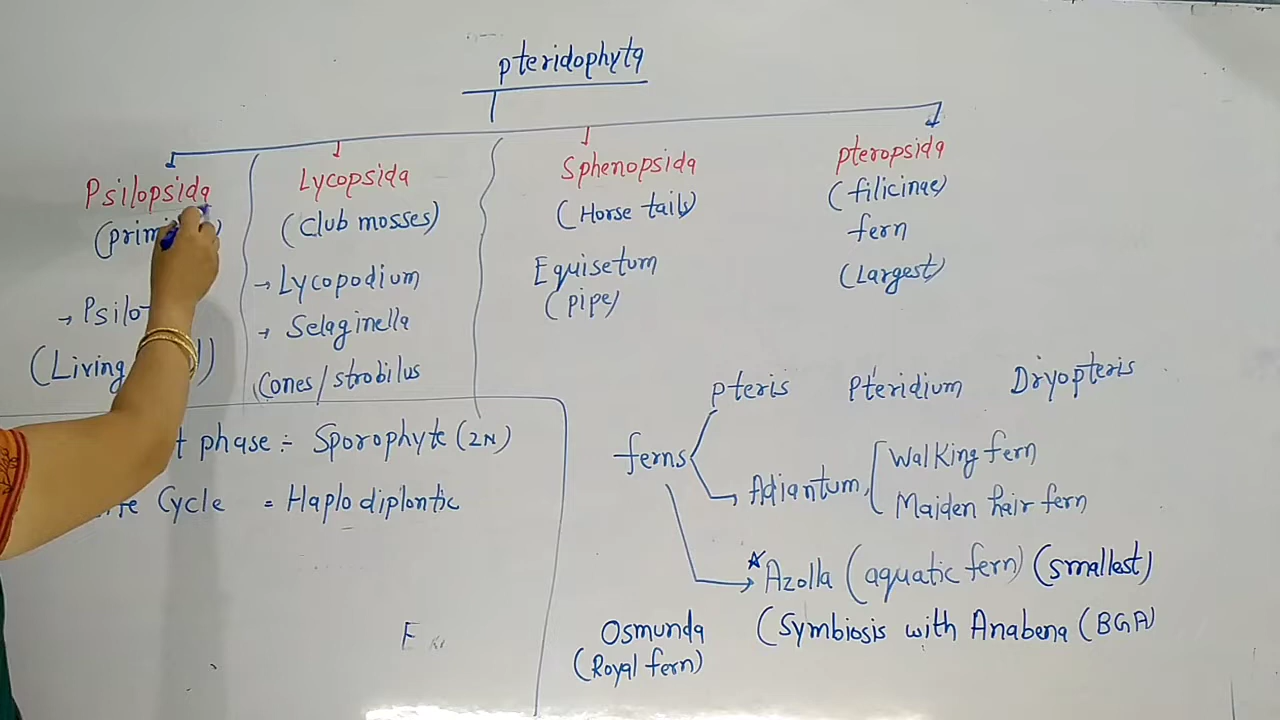 Pteridophyta
Psilopsida
→ Psilo
(Living
Lycopsida
(Club mosses)
→ Lycopodium
→ Selaginella
Cones/strobilus
Sphenopsida
(Horse tails)
Equisetum
(pipe)
pteropsida
(filicinae)
fern
(Largest)
phase :- Sporophyte (2N)
Cycle = Haplodiplontic
ferns
pteris Pteridium Dryopteris
Adiantum, Walking fern
Maiden hair fern
Azolla (aquatic fern) (smallest)
(Symbiosis with Anabena (BGA)
Osmunda
(Royal fern)